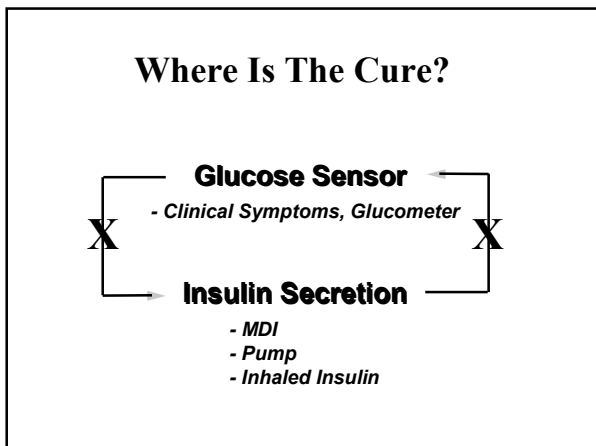 Where Is The Cure?
Glucose Sensor
- Clinical Symptoms, Glucometer
X X
Insulin Secretion
- MDI
- Pump
- Inhaled Insulin